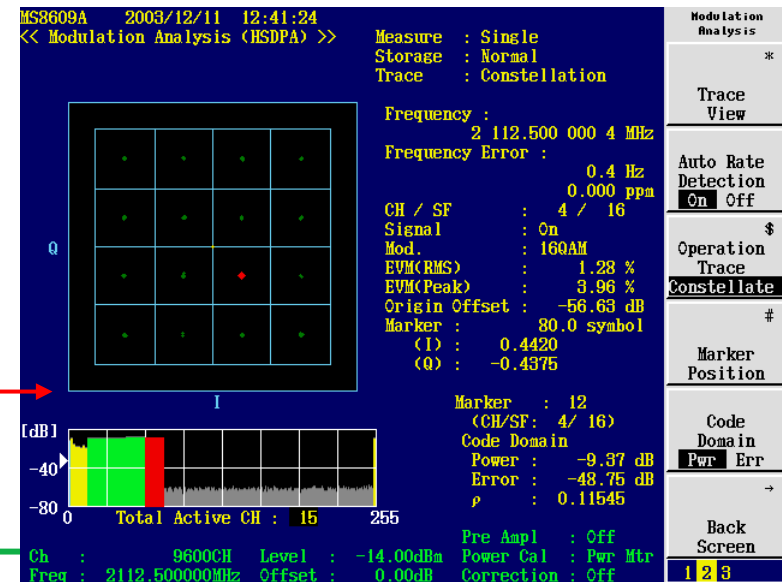 MS8609A 2003/12/11 12:41:24
<< Modulation Analysis (HSDPA) >>
Measure : Single
Storage : Normal
Trace : Constellation
Frequency :
2 112.500 000 4 MHz
Frequency Error :
0.4 Hz
0.000 ppm
CH / SF : 4 / 16
Signal : On
Mod. : 16QAM
EVM(RMS) : 1.28 %
EVM(Peak) : 3.96 %
Origin Offset : -56.63 dB
Marker : 80.0 symbol
(I) : 0.4420
(Q) : -0.4375
Q
I
Marker : 12
(CH/SF: 4/ 16)
Code Domain
Power : -9.37 dB
Error : -48.75 dB
ρ : 0.11545
[dB]
-40
-80
0 Total Active CH : 15 255
Pre Ampl : Off
Ch : 9600CH Level : -14.00dBm Power Cal : Pwr Mtr
Freq : 2112.500000MHz Offset : 0.00dB Correction : Off
Modulation
Analysis
*
Trace
View
Auto Rate
Detection
On Off
$
Operation
Trace
Constellate
#
Marker
Position
Code
Domain
Pwr Err
→
Back
Screen
1 2 3